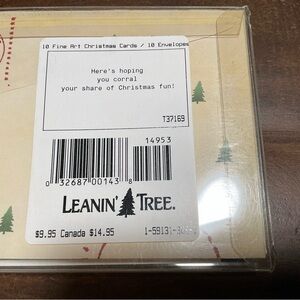 10 Fine Art Christmas Cards / 10 Envelopes
Here's hoping
you corral
your share of Christmas fun!
T37169
14953
0 32687 00143 8
LEANIN' TREE®
$9.95 Canada $14.95